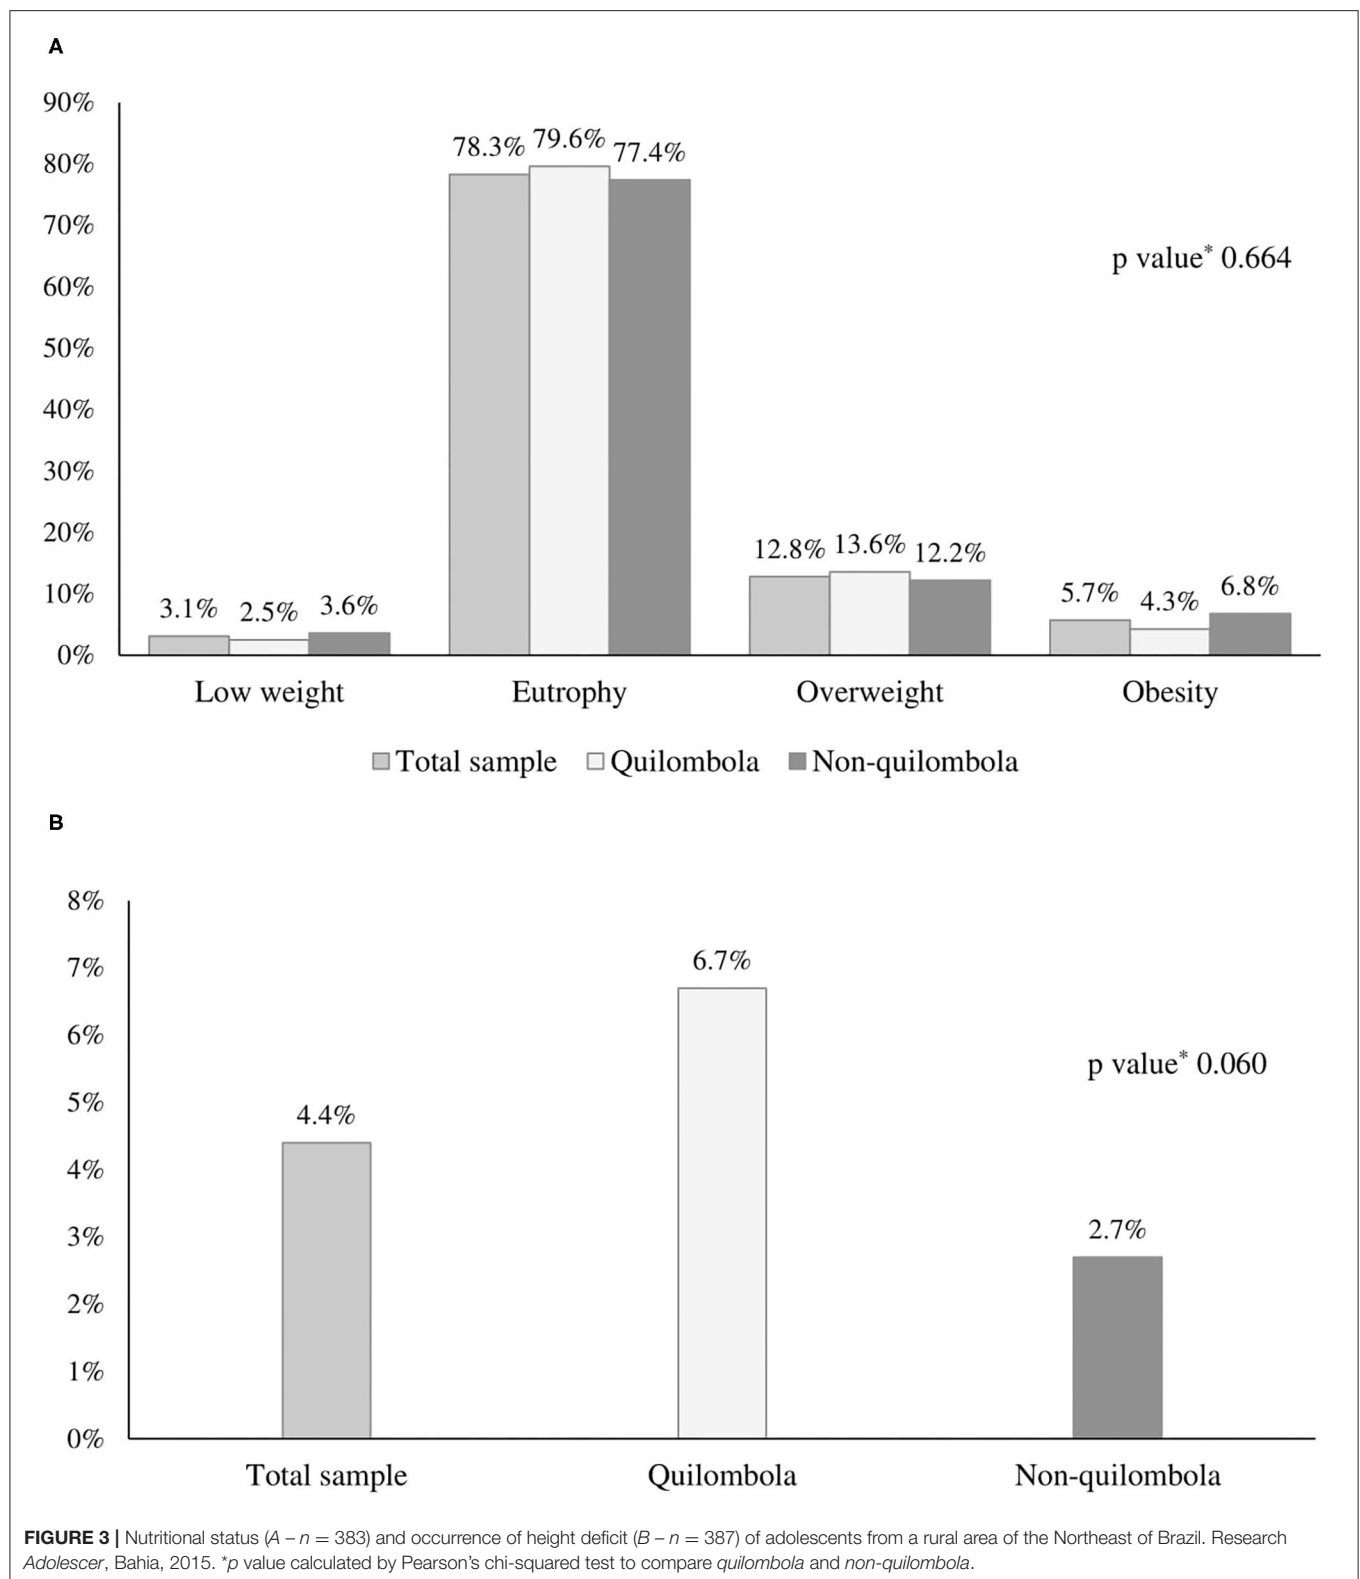 A
90%
80%
70%
60%
50%
40%
30%
20%
10%
0%
78.3% 79.6% 77.4%
p value* 0.664
12.8% 13.6% 12.2%
3.1% 2.5% 3.6%
5.7% 4.3% 6.8%
Low weight Eutrophy Overweight Obesity
Total sample Quilombola Non-quilombola
B
8%
7%
6%
5%
4%
3%
2%
1%
0%
6.7%
p value* 0.060
4.4%
2.7%
Total sample Quilombola Non-quilombola
FIGURE 3 | Nutritional status (A – n = 383) and occurrence of height deficit (B – n = 387) of adolescents from a rural area of the Northeast of Brazil. Research
Adolescer, Bahia, 2015. *p value calculated by Pearson's chi-squared test to compare quilombola and non-quilombola.